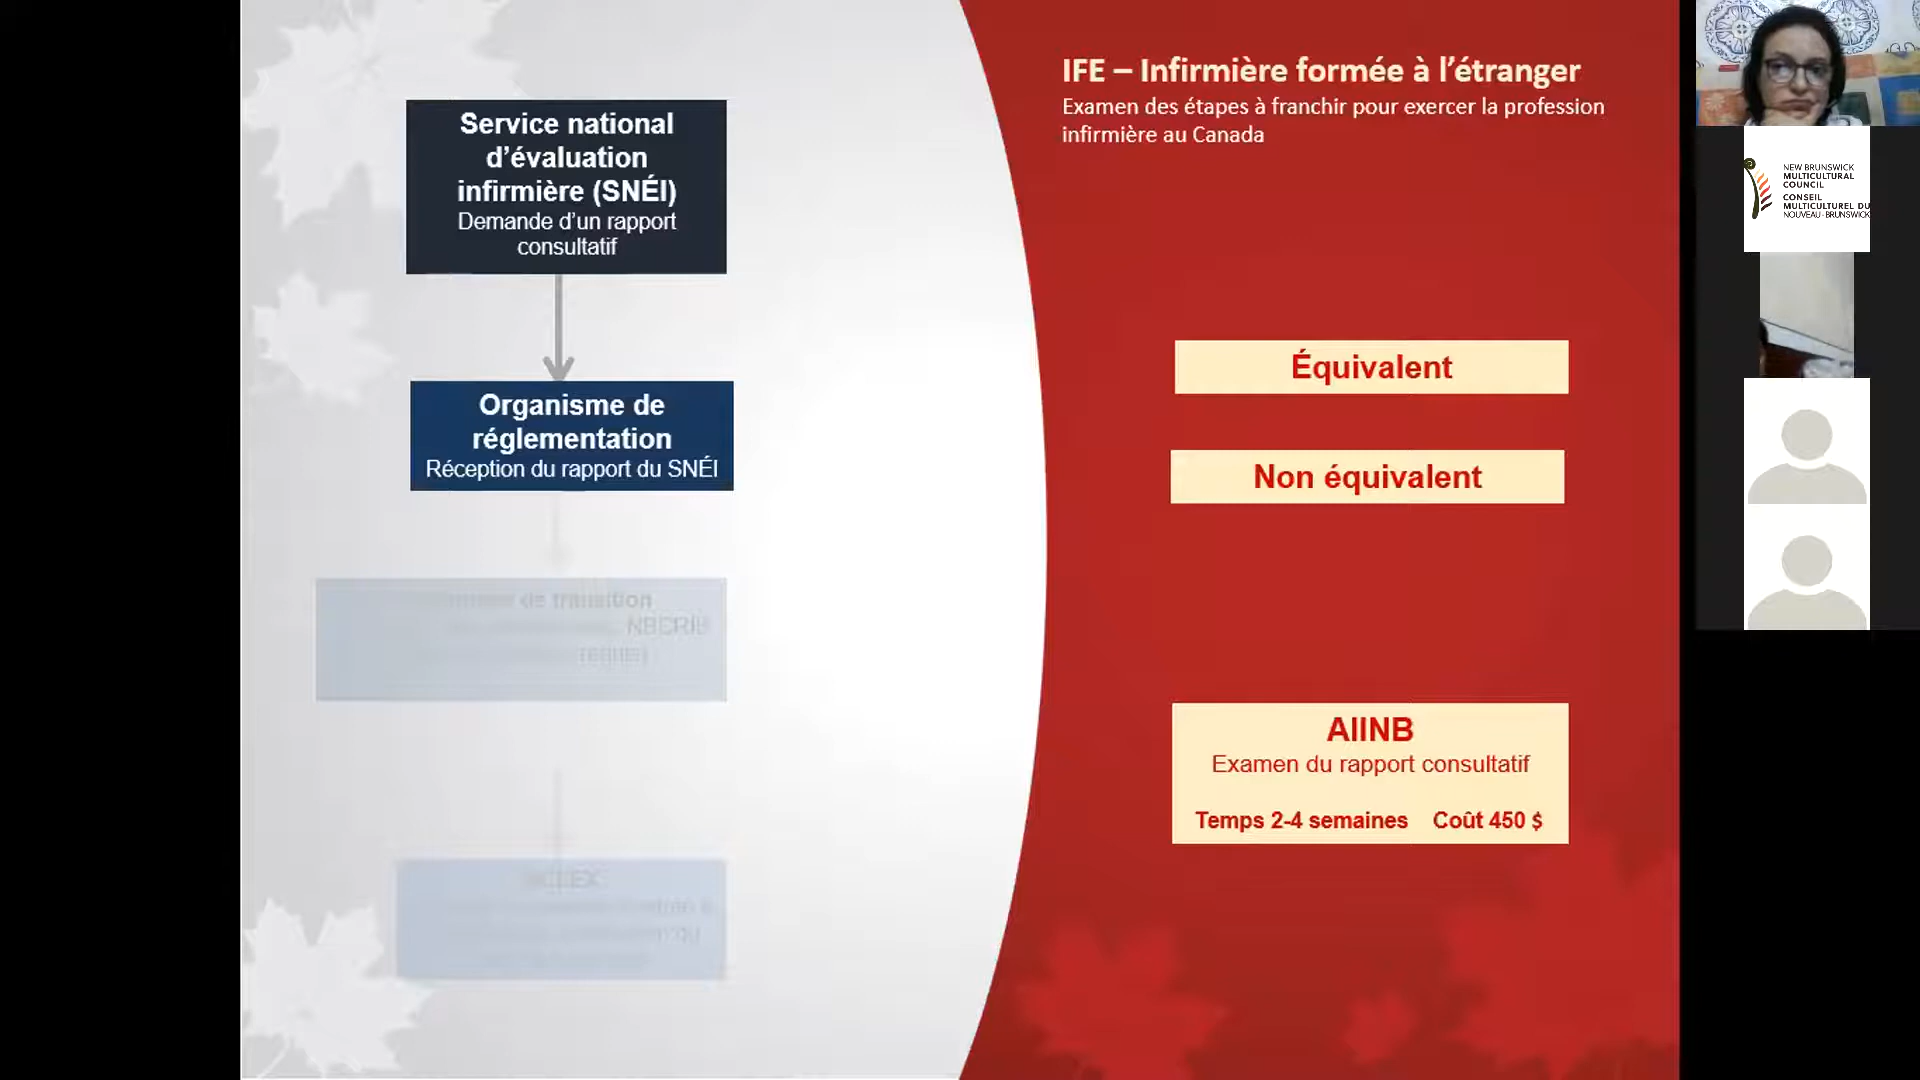 Service national
d'évaluation
infirmière (SNÉI)
Demande d'un rapport
consultatif
Organisme de
réglementation
Réception du rapport du SNÉI
de transition
IFE – Infirmière formée à l'étranger
Examen des étapes à franchir pour exercer la profession
infirmière au Canada
Équivalent
Non équivalent
AIINB
Examen du rapport consultatif
Temps 2-4 semaines Coût 450 $
NEW BRUNSWICK
MULTICULTURAL
COUNCIL
CONSEIL
MULTICULTUREL DU
NOUVEAU-BRUNSWICK